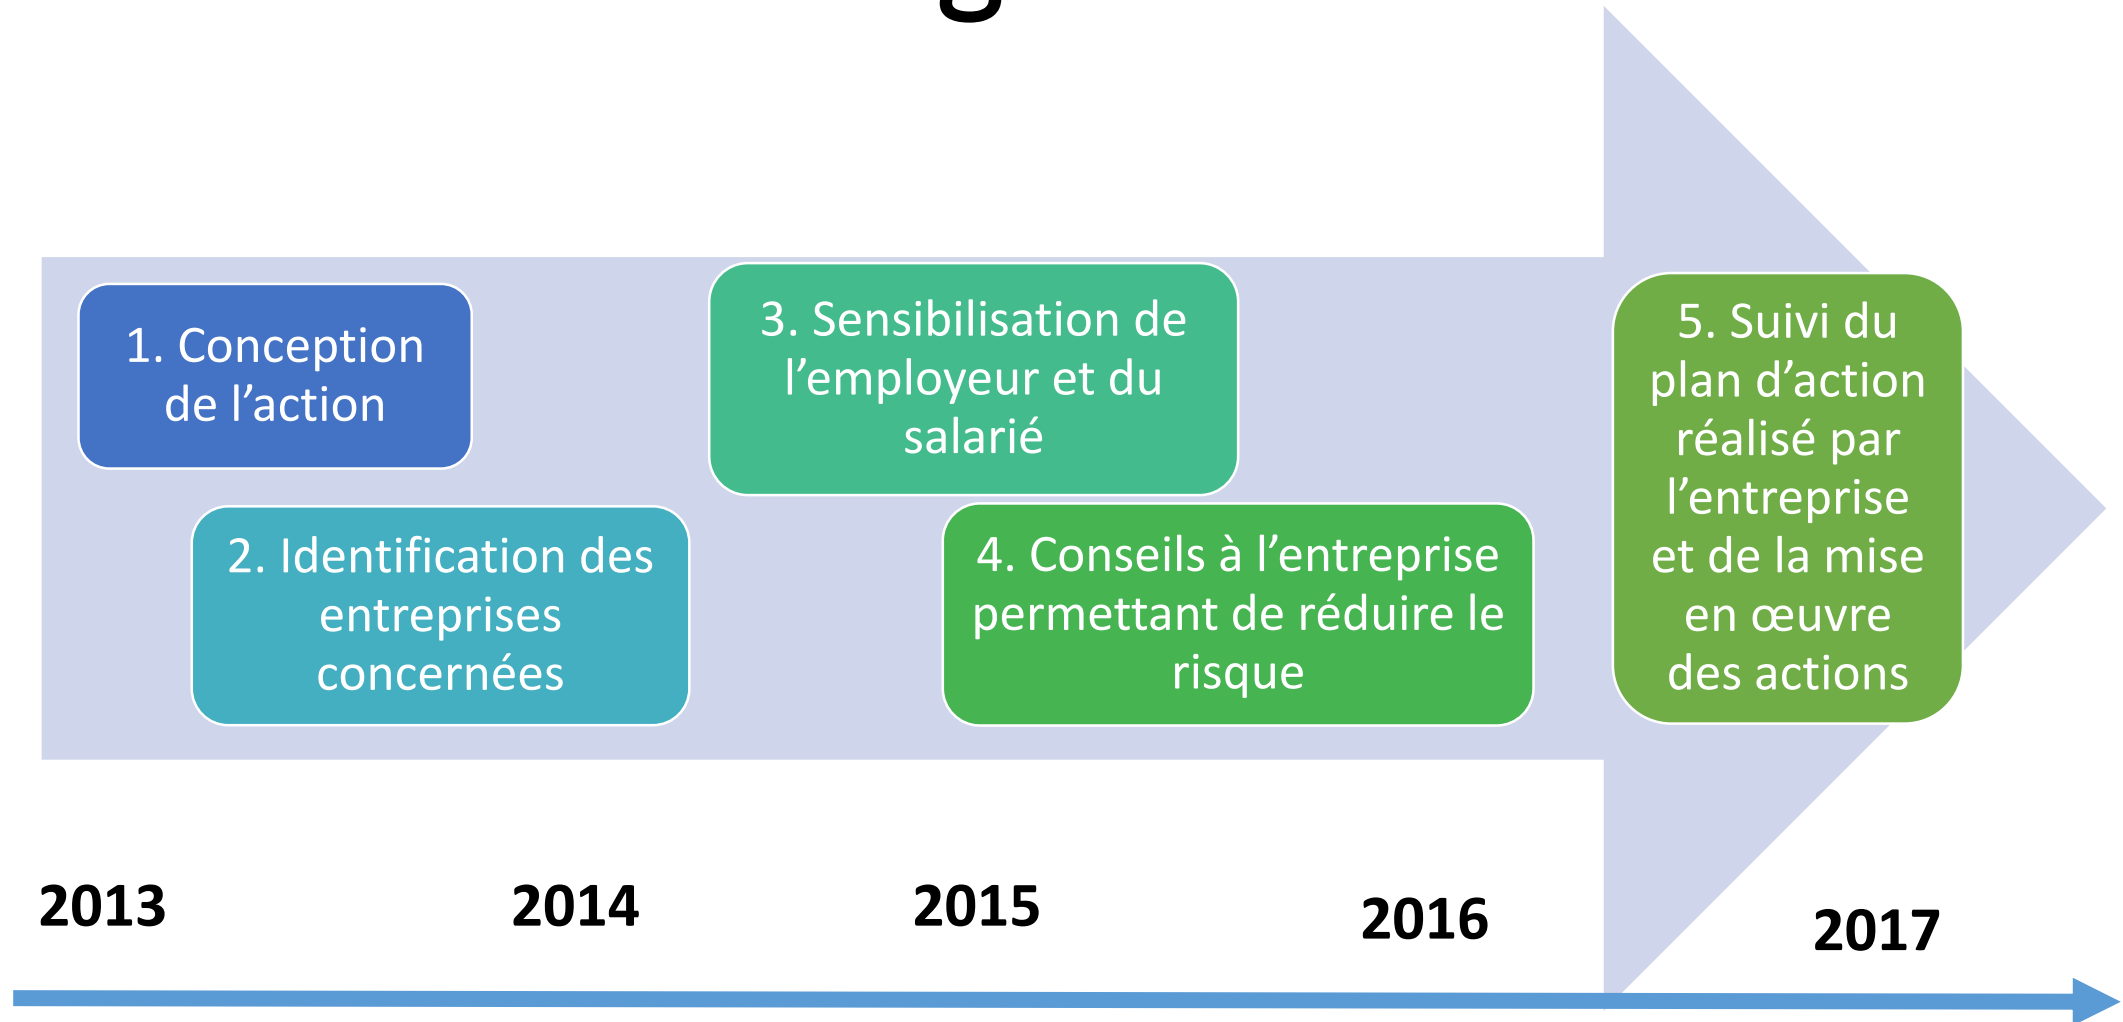 1. Conception
de l’action
2. Identification des
entreprises
concernées
3. Sensibilisation de
l’employeur et du
salarié
4. Conseils à l’entreprise
permettant de réduire le
risque
5. Suivi du
plan d’action
réalisé par
l’entreprise
et de la mise
en œuvre
des actions
2013
2014
2015
2016
2017